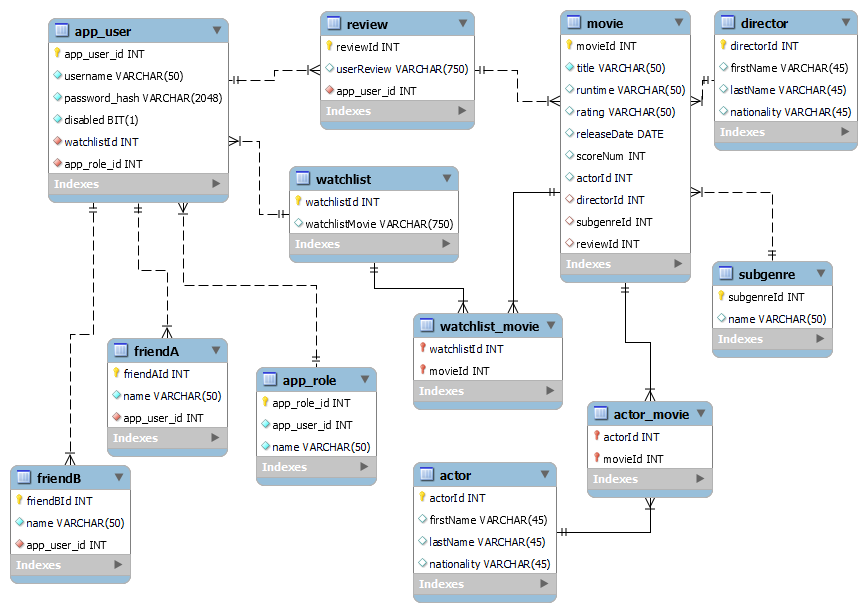 app_user
app_user_id INT
username VARCHAR(50)
password_hash VARCHAR(2048)
disabled BIT(1)
watchlistId INT
app_role_id INT
Indexes
review
reviewId INT
userReview VARCHAR(750)
app_user_id INT
Indexes
movie
movieId INT
title VARCHAR(50)
runtime VARCHAR(50)
rating VARCHAR(50)
releaseDate DATE
scoreNum INT
actorId INT
directorId INT
subgenreId INT
reviewId INT
Indexes
director
directorId INT
firstName VARCHAR(45)
lastName VARCHAR(45)
nationality VARCHAR(45)
Indexes
watchlist
watchlistId INT
watchlistMovie VARCHAR(750)
Indexes
subgenre
subgenreId INT
name VARCHAR(50)
Indexes
watchlist_movie
watchlistId INT
movieId INT
Indexes
friendA
friendAId INT
name VARCHAR(50)
app_user_id INT
Indexes
app_role
app_role_id INT
app_user_id INT
name VARCHAR(50)
Indexes
actor_movie
actorId INT
movieId INT
Indexes
friendB
friendBId INT
name VARCHAR(50)
app_user_id INT
Indexes
actor
actorId INT
firstName VARCHAR(45)
lastName VARCHAR(45)
nationality VARCHAR(45)
Indexes